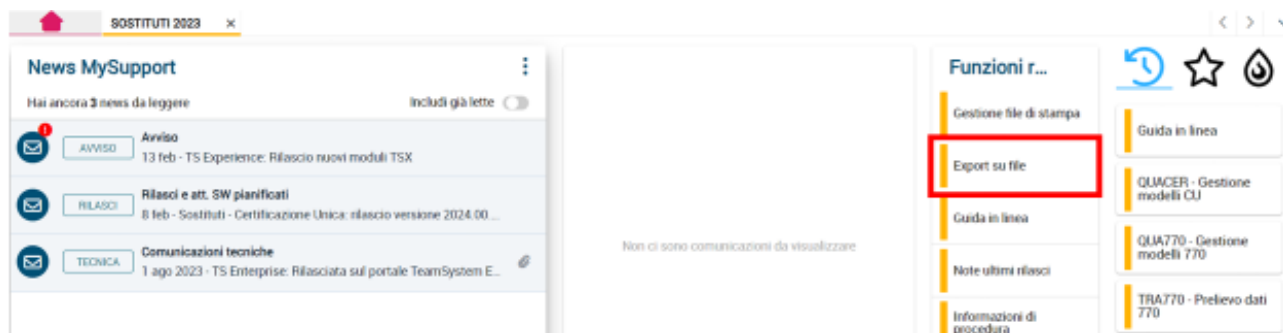 SOSTITUTI 2023 ×
News MySupport
Hai ancora 3 news da leggere
Includi già lette
1
AVVISO
Avviso
13 feb - TS Experience: Rilascio nuovi moduli TSX
RILASCI
Rilasci e att. SW pianificati
8 feb - Sostituti - Certificazione Unica: rilascio versione 2024.00....
TECNICA
Comunicazioni tecniche
1 ago 2023 - TS Enterprise: Rilasciata sul portale TeamSystem E...
Non ci sono comunicazioni da visualizzare
Funzioni r...
Gestione file di stampa
Export su file
Guida in linea
Note ultimi rilasci
Informazioni di
procedura
Guida in linea
QUACER - Gestione
modelli CU
QUA770 - Gestione
modelli 770
TRA770 - Prelievo dati
770